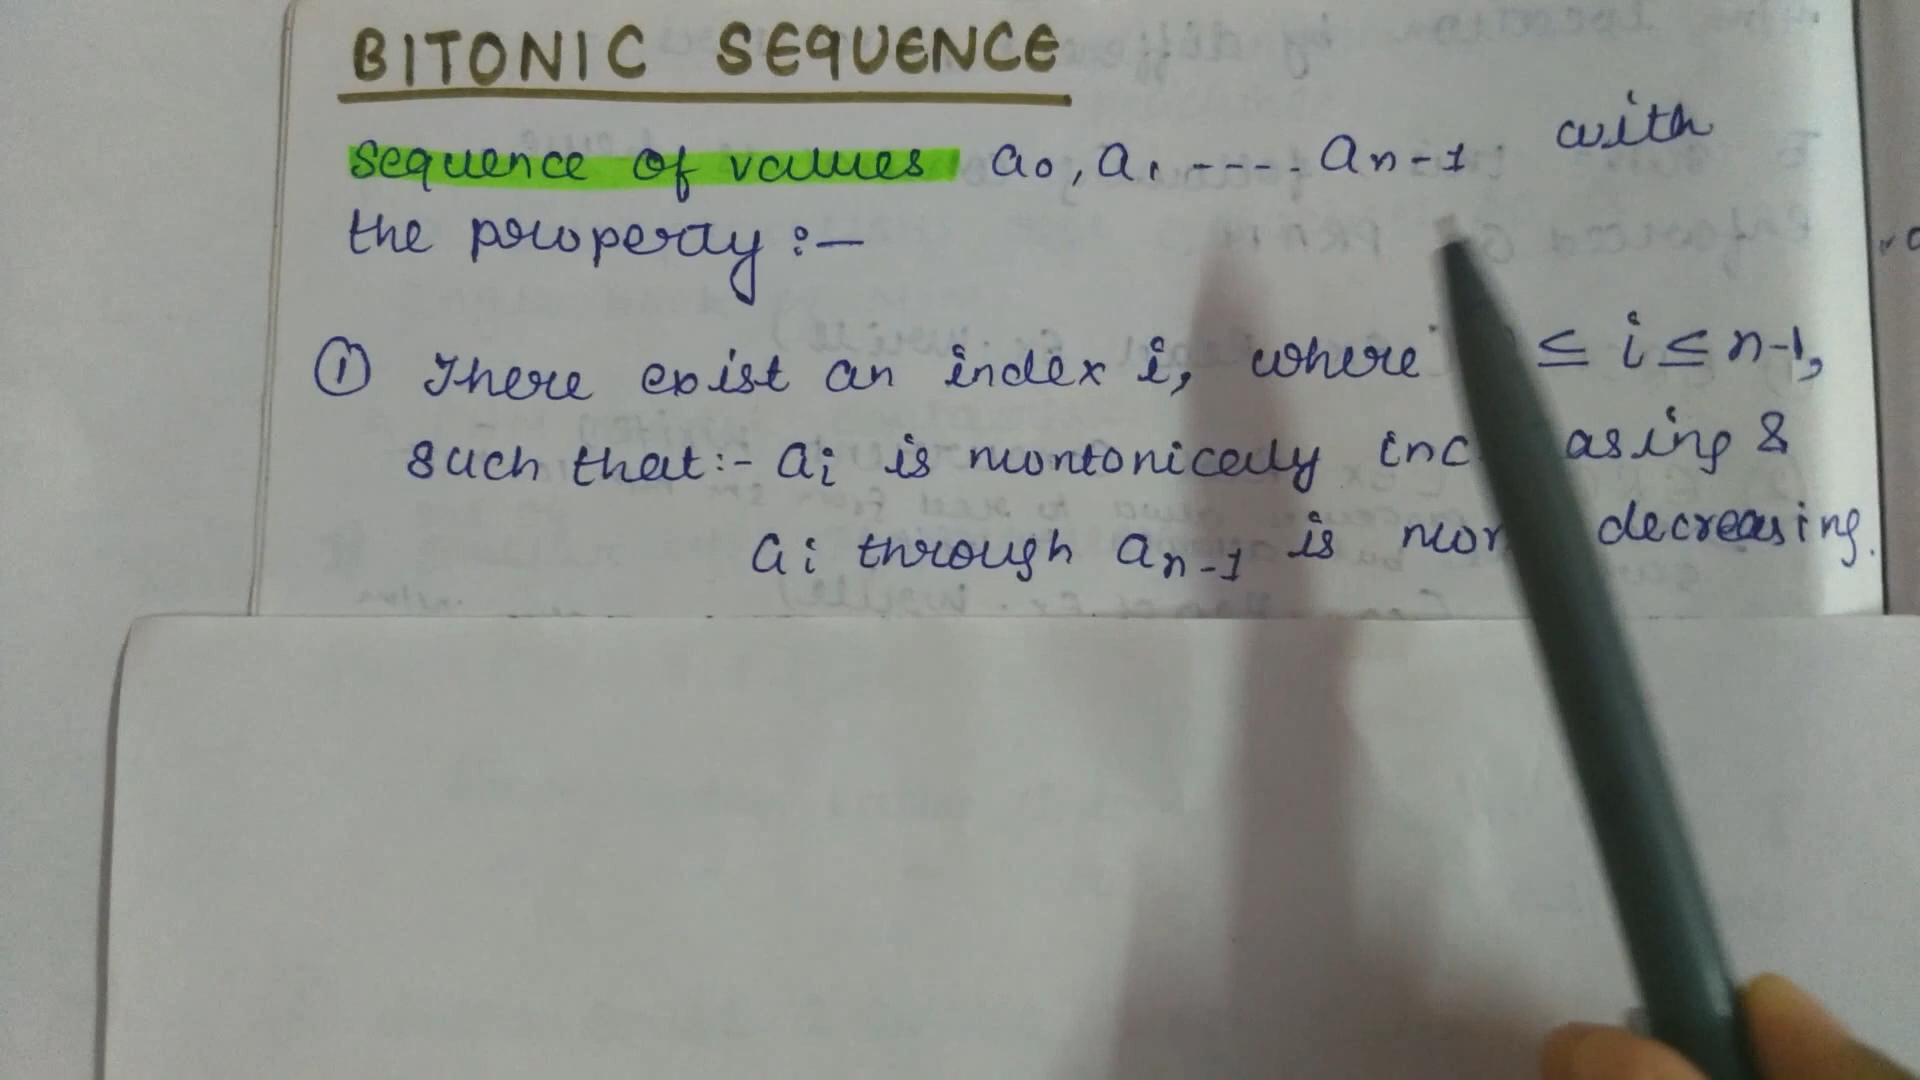 BITONIC SEQUENCE
sequence of values a0, a1 ---- an-1 with
the property :-
① There exist an index i, where ≤ i ≤ n-1,
such that:- ai is montonically inc asing &
ai through an-1 is mon decreasing.